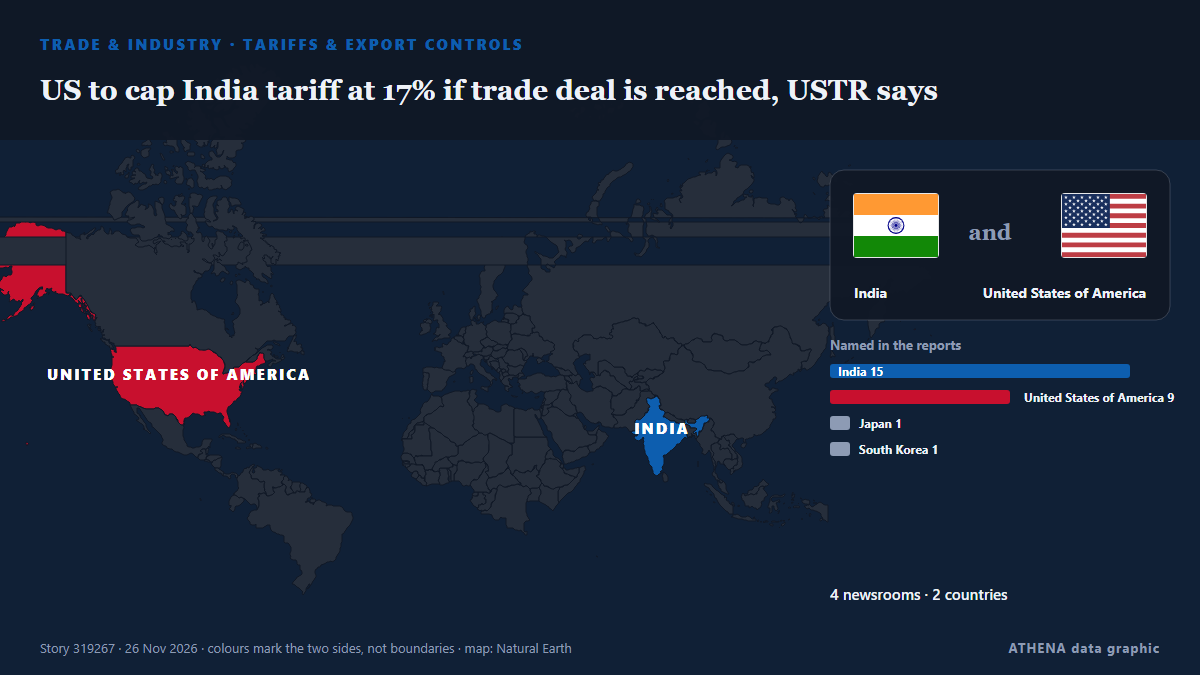 TRADE & INDUSTRY · TARIFFS & EXPORT CONTROLS
US to cap India tariff at 17% if trade deal is reached, USTR says
and
India
United States of America
Named in the reports
India 15
United States of America 9
Japan 1
South Korea 1
UNITED STATES OF AMERICA
INDIA
4 newsrooms · 2 countries
Story 319267 · 26 Nov 2026 · colours mark the two sides, not boundaries · map: Natural Earth
ATHENA data graphic